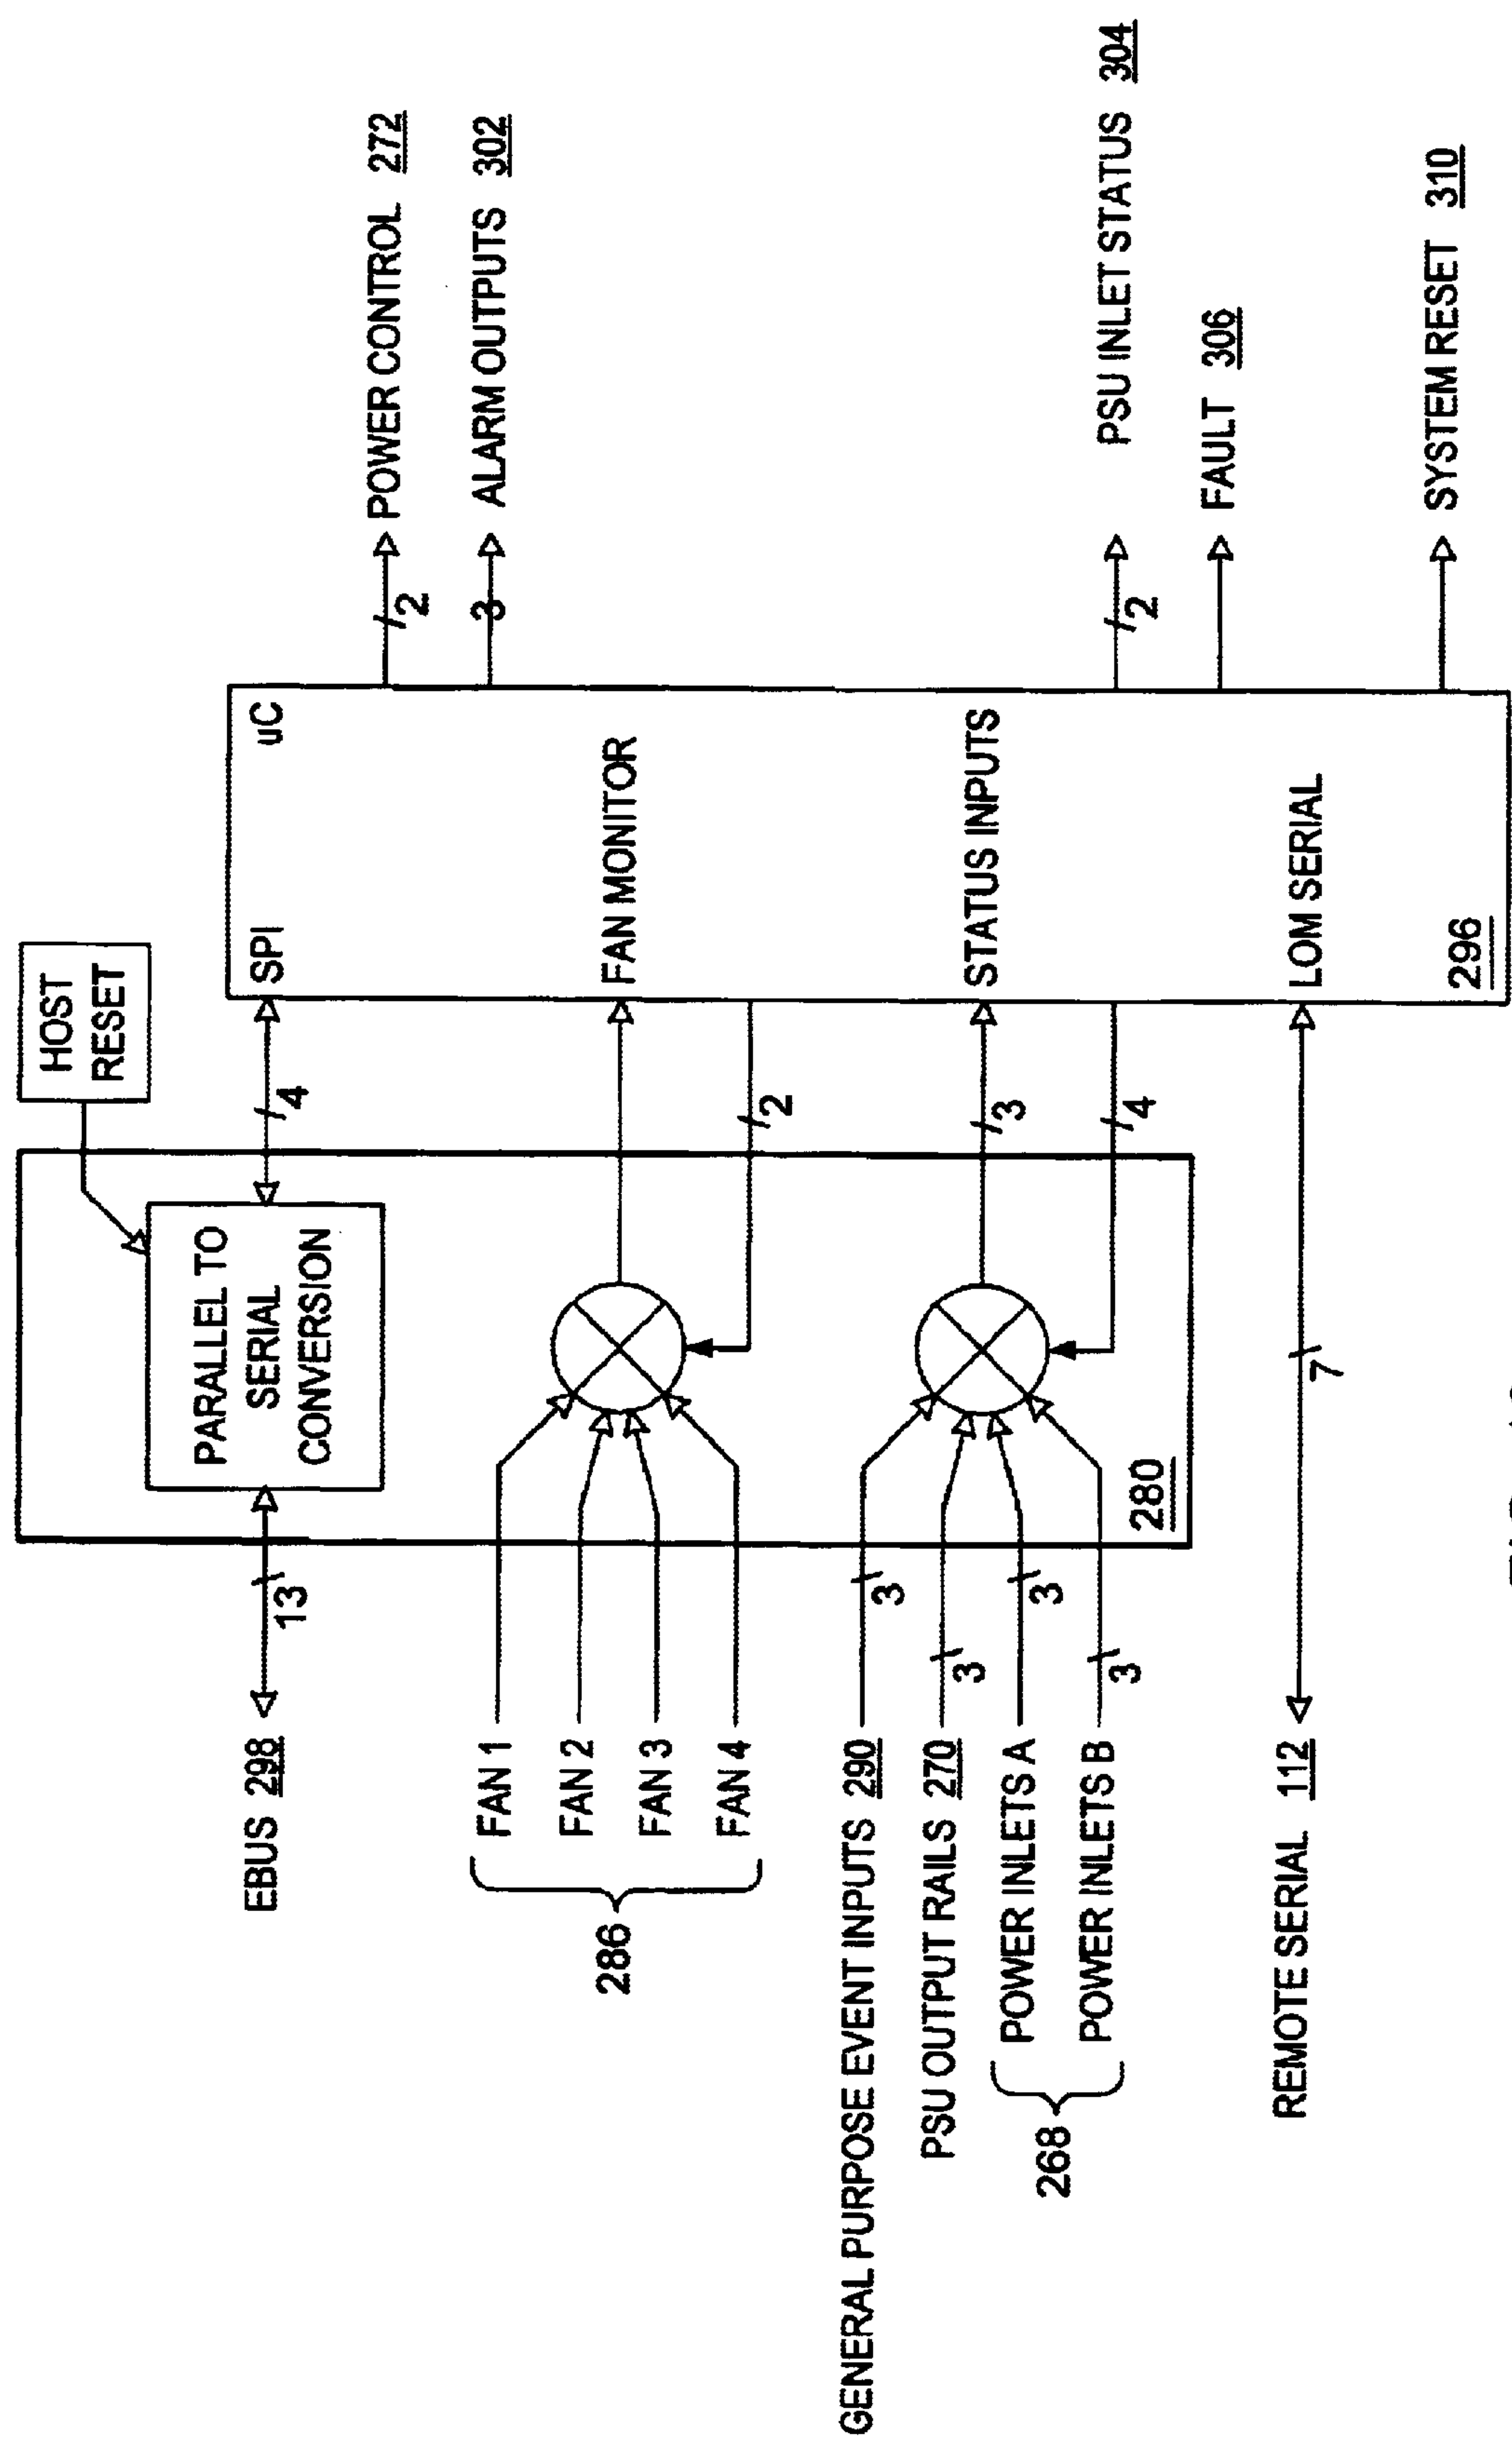 HOST
RESET
EBUS 298
13
PARALLEL TO
SERIAL
CONVERSION
4
SPI
uC
2
POWER CONTROL 272
3
ALARM OUTPUTS 302
286
FAN 1
FAN 2
FAN 3
FAN 4
FAN MONITOR
2
GENERAL PURPOSE EVENT INPUTS 290
3
PSU OUTPUT RAILS 270
3
268
POWER INLETS A
3
POWER INLETS B
3
3
STATUS INPUTS
4
280
2
PSU INLET STATUS 304
FAULT 306
REMOTE SERIAL 112
7
LOM SERIAL
296
SYSTEM RESET 310